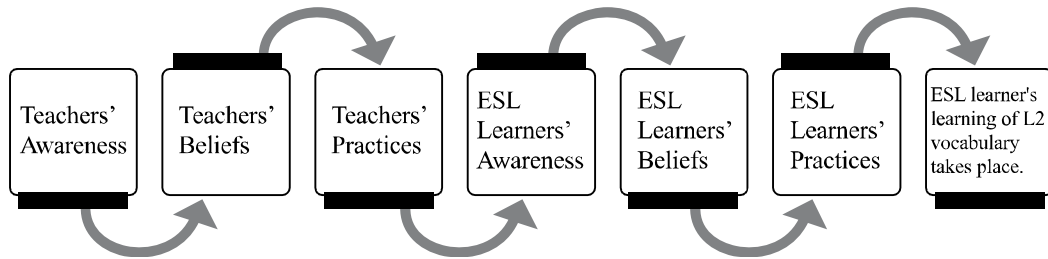 Teachers’
Awareness
Teachers’
Beliefs
Teachers’
Practices
ESL
Learners’
Awareness
ESL
Learners’
Beliefs
ESL
Learners’
Practices
ESL learner's
learning of L2
vocabulary
takes place.